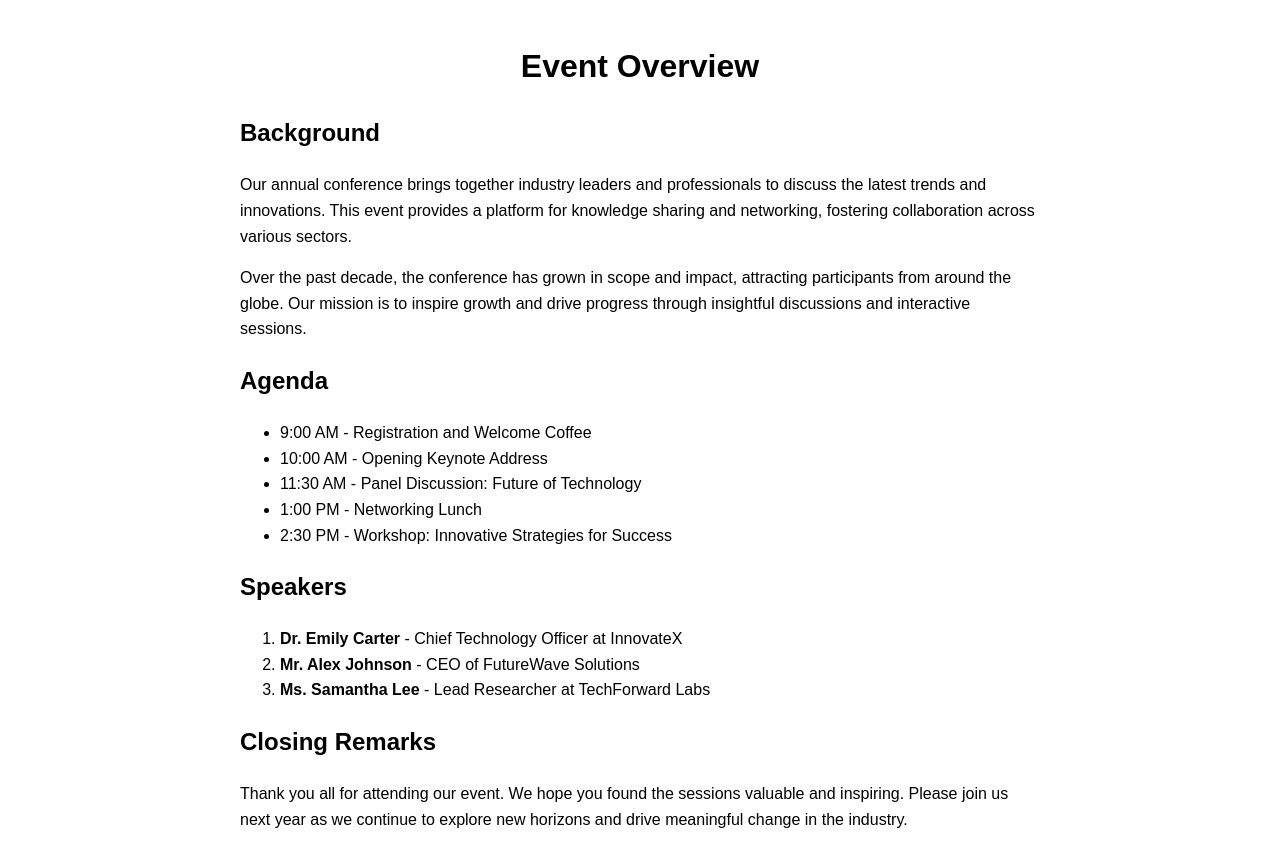 Event Overview
Background
Our annual conference brings together industry leaders and professionals to discuss the latest trends and
innovations. This event provides a platform for knowledge sharing and networking, fostering collaboration across
various sectors.
Over the past decade, the conference has grown in scope and impact, attracting participants from around the
globe. Our mission is to inspire growth and drive progress through insightful discussions and interactive
sessions.
Agenda
• 9:00 AM - Registration and Welcome Coffee
• 10:00 AM - Opening Keynote Address
• 11:30 AM - Panel Discussion: Future of Technology
• 1:00 PM - Networking Lunch
• 2:30 PM - Workshop: Innovative Strategies for Success
Speakers
1. Dr. Emily Carter - Chief Technology Officer at InnovateX
2. Mr. Alex Johnson - CEO of FutureWave Solutions
3. Ms. Samantha Lee - Lead Researcher at TechForward Labs
Closing Remarks
Thank you all for attending our event. We hope you found the sessions valuable and inspiring. Please join us
next year as we continue to explore new horizons and drive meaningful change in the industry.